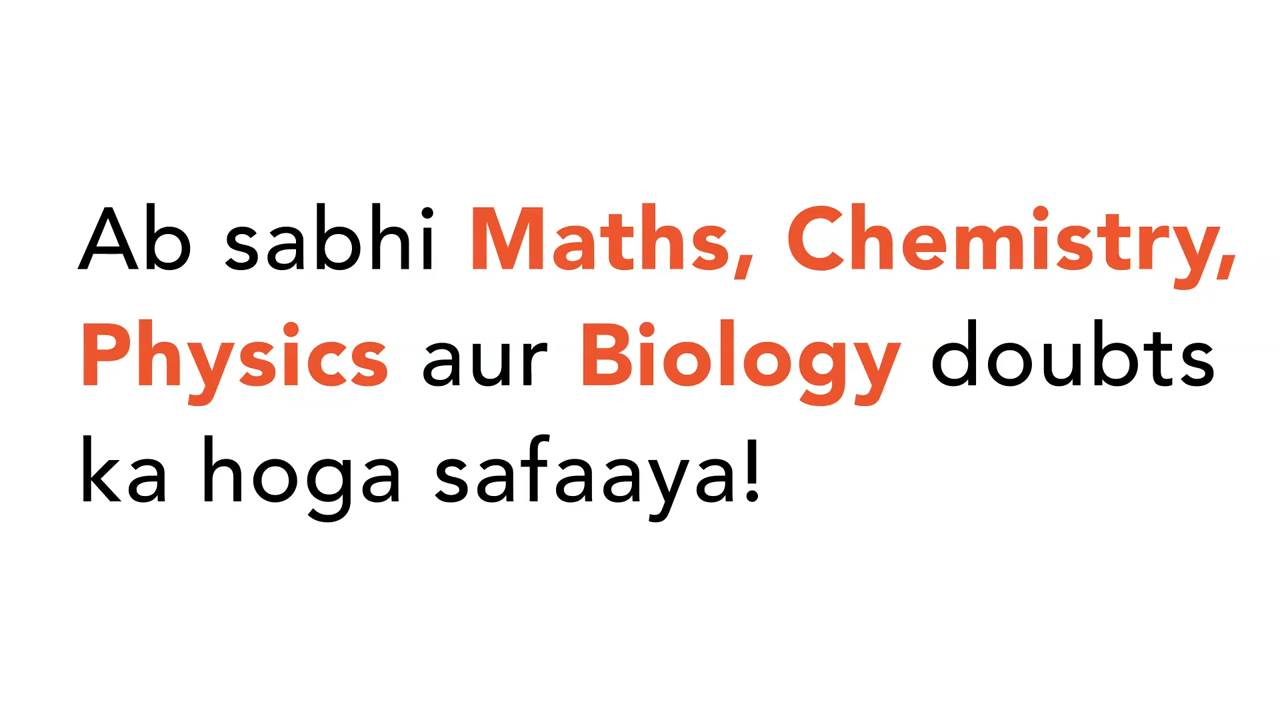 Ab sabhi Maths, Chemistry,
Physics aur Biology doubts
ka hoga safaaya!